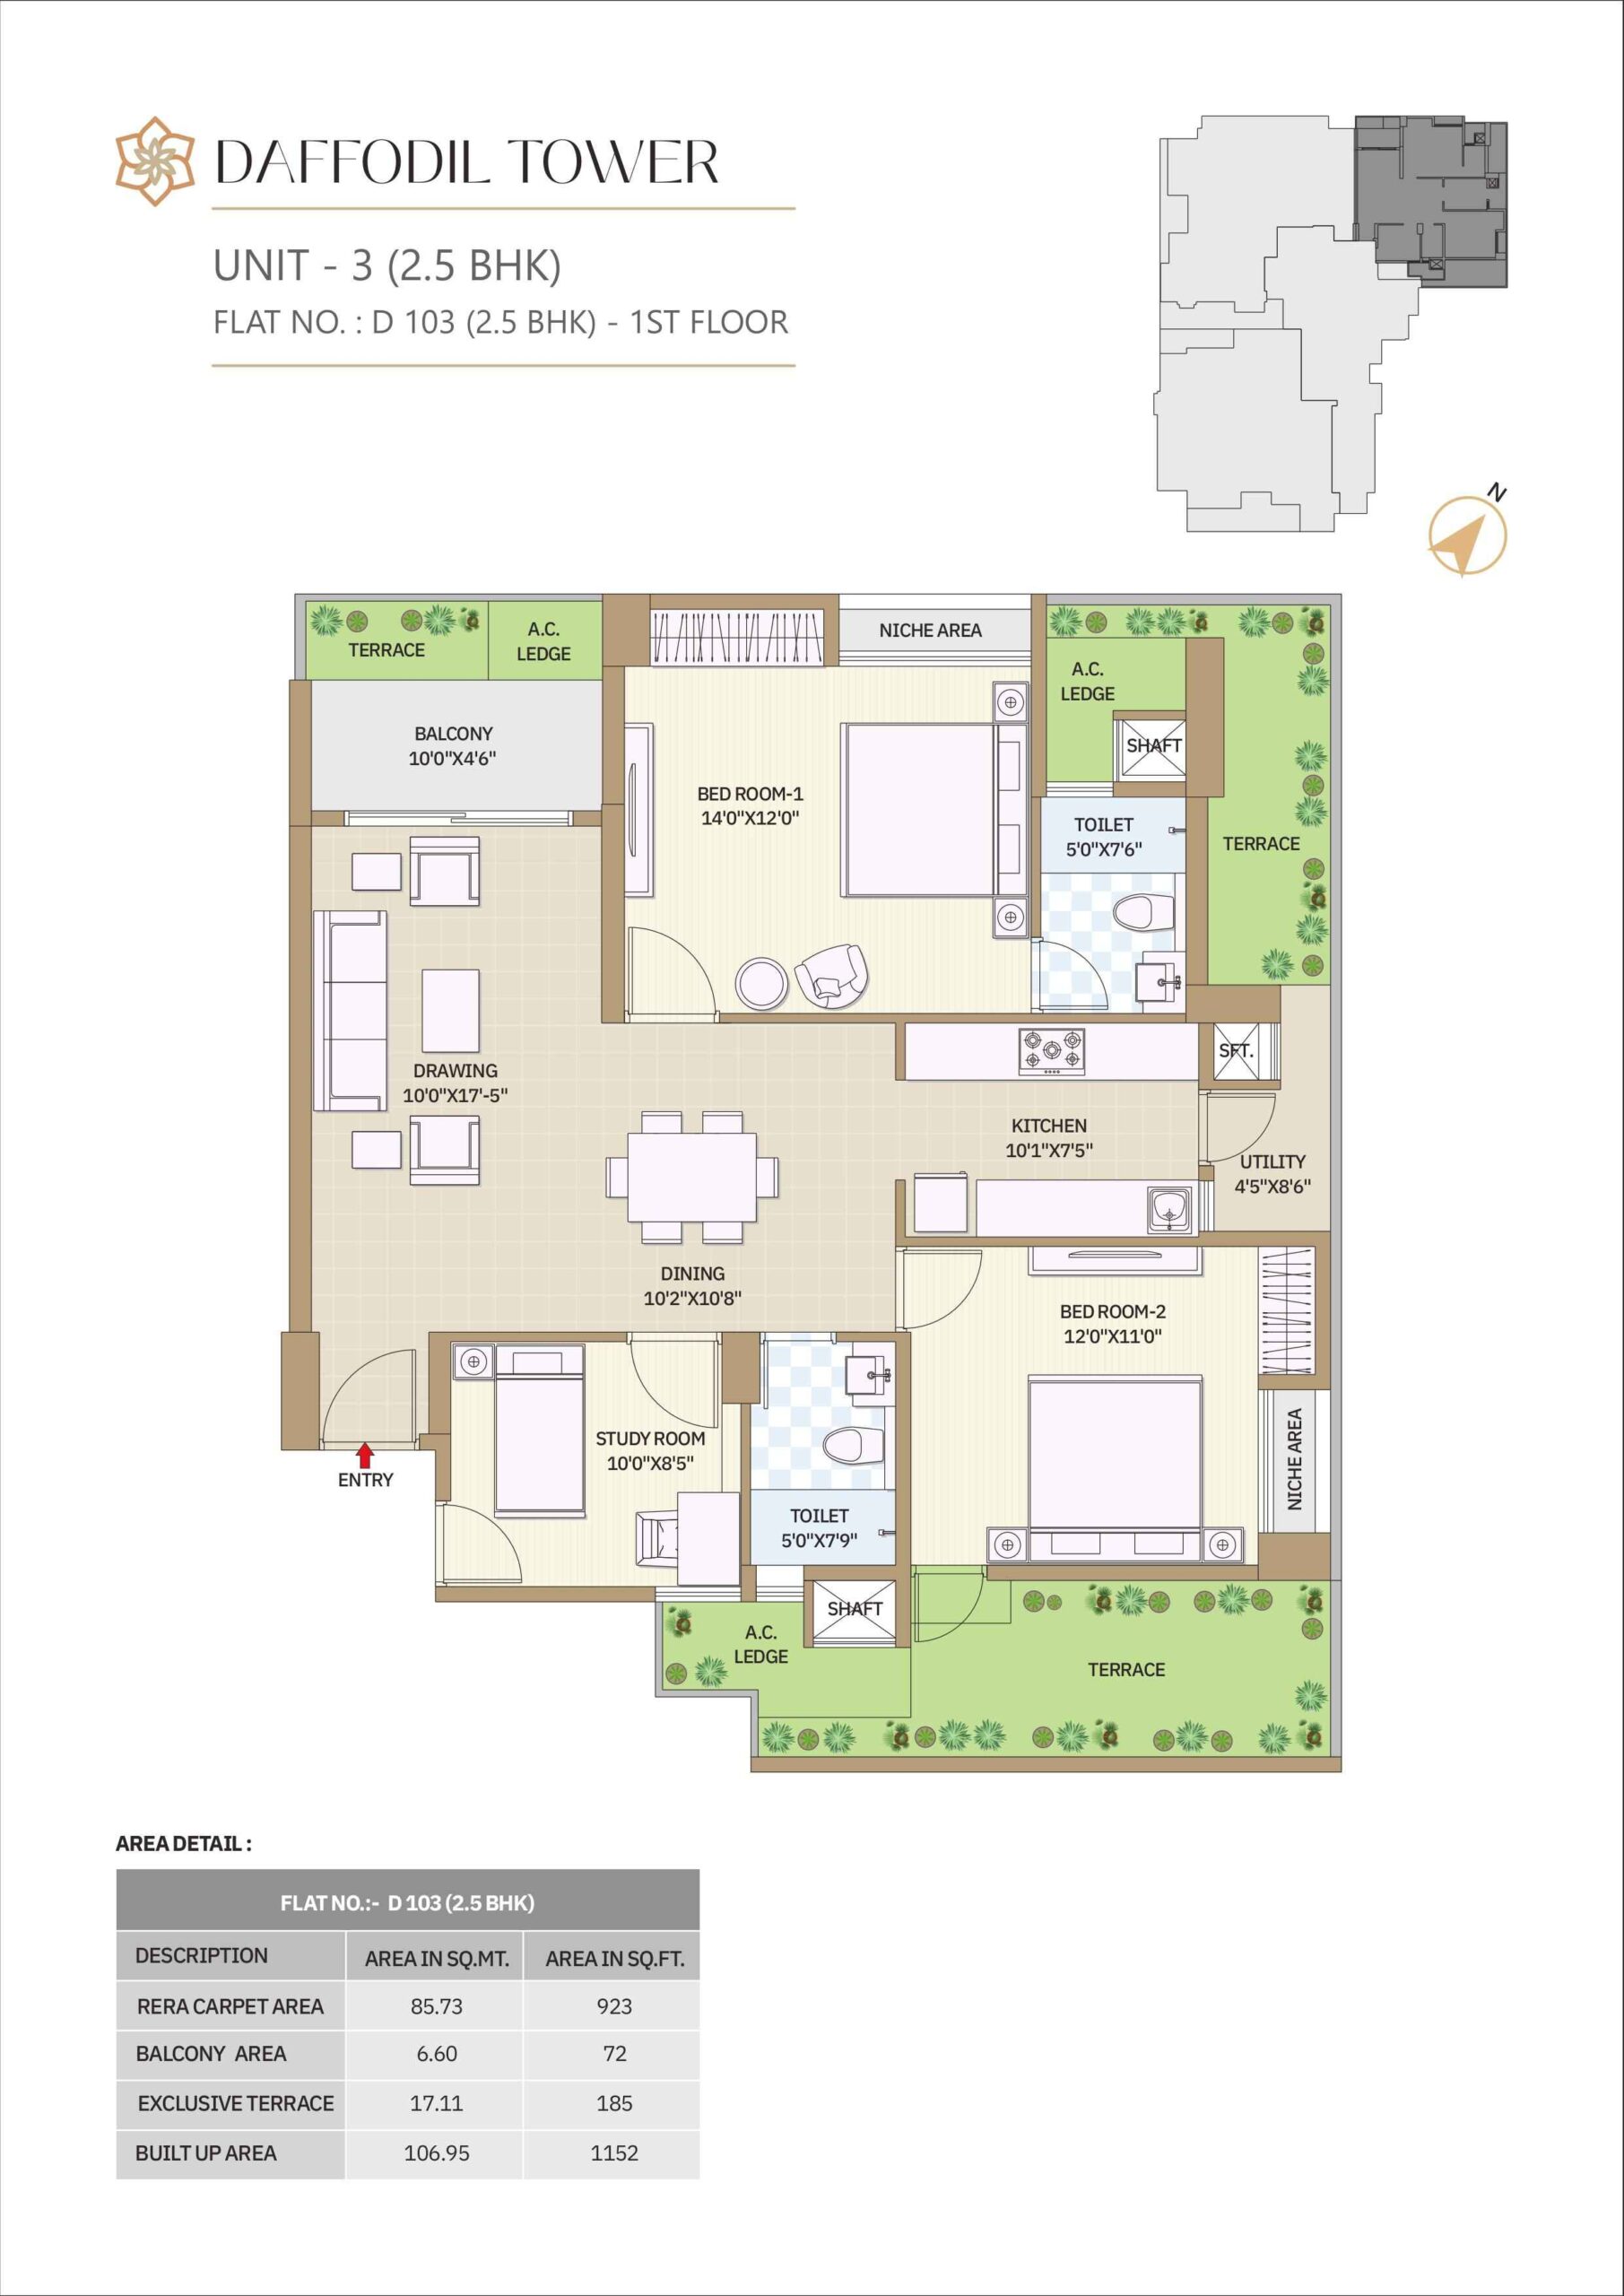 DAFFODIL TOWER
UNIT - 3 (2.5 BHK)
FLAT NO. : D 103 (2.5 BHK) - 1ST FLOOR
N
TERRACE
A.C.
LEDGE
NICHE AREA
A.C.
LEDGE
BALCONY
10'0"X4'6"
SHAFT
BED ROOM-1
14'0"X12'0"
TOILET
5'0"X7'6"
TERRACE
DRAWING
10'0"X17'-5"
SFT.
KITCHEN
10'1"X7'5"
UTILITY
4'5"X8'6"
DINING
10'2"X10'8"
BED ROOM-2
12'0"X11'0"
STUDY ROOM
10'0"X8'5"
NICHE AREA
ENTRY
TOILET
5'0"X7'9"
SHAFT
A.C.
LEDGE
TERRACE
AREA DETAIL :
FLAT NO.:- D 103 (2.5 BHK)
DESCRIPTION AREA IN SQ.MT. AREA IN SQ.FT.
RERA CARPET AREA 85.73 923
BALCONY AREA 6.60 72
EXCLUSIVE TERRACE 17.11 185
BUILT UP AREA 106.95 1152